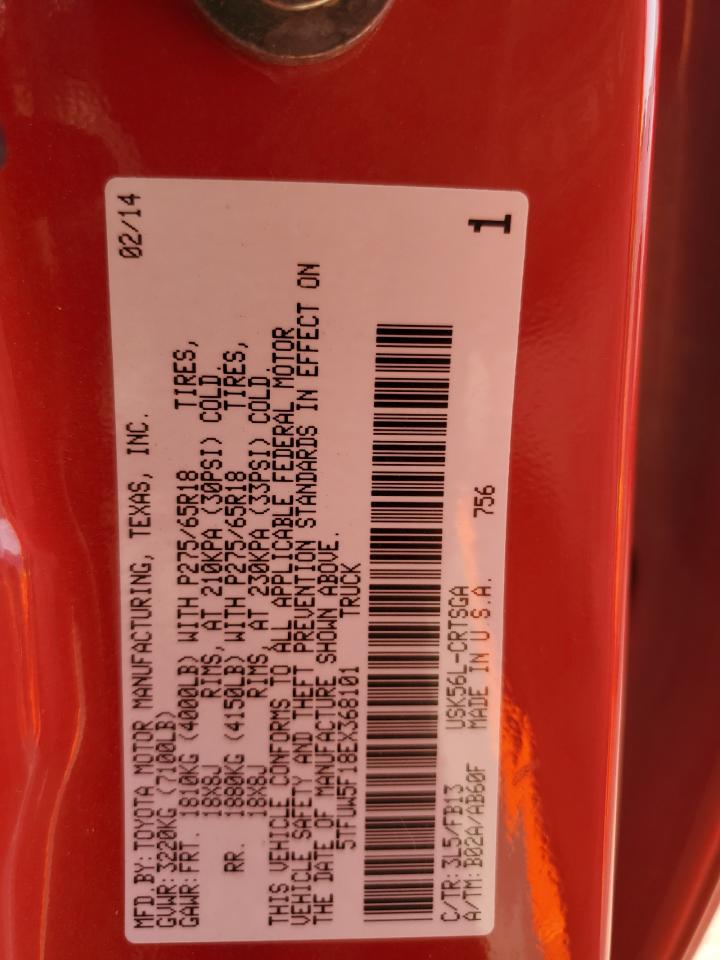 02/14
MFD.BY:TOYOTA MOTOR MANUFACTURING, TEXAS, INC.
GVWR:3220KG (7100LB)
GAWR:FRT. 1810KG (4000LB) WITH P275/65R18 TIRES,
18X8J RIMS, AT 210KPA (30PSI) COLD.
RR. 1880KG (4150LB) WITH P275/65R18 TIRES,
18X8J RIMS, AT 230KPA (33PSI) COLD.
THIS VEHICLE CONFORMS TO ALL APPLICABLE FEDERAL MOTOR
VEHICLE SAFETY AND THEFT PREVENTION STANDARDS IN EFFECT ON
THE DATE OF MANUFACTURE SHOWN ABOVE.
5TFUW5F18EX368101 TRUCK
C/TR:3L5/FB13 USK56L-CRTSGA
A/TM:B02A/AB60F MADE IN U.S.A. 756
1